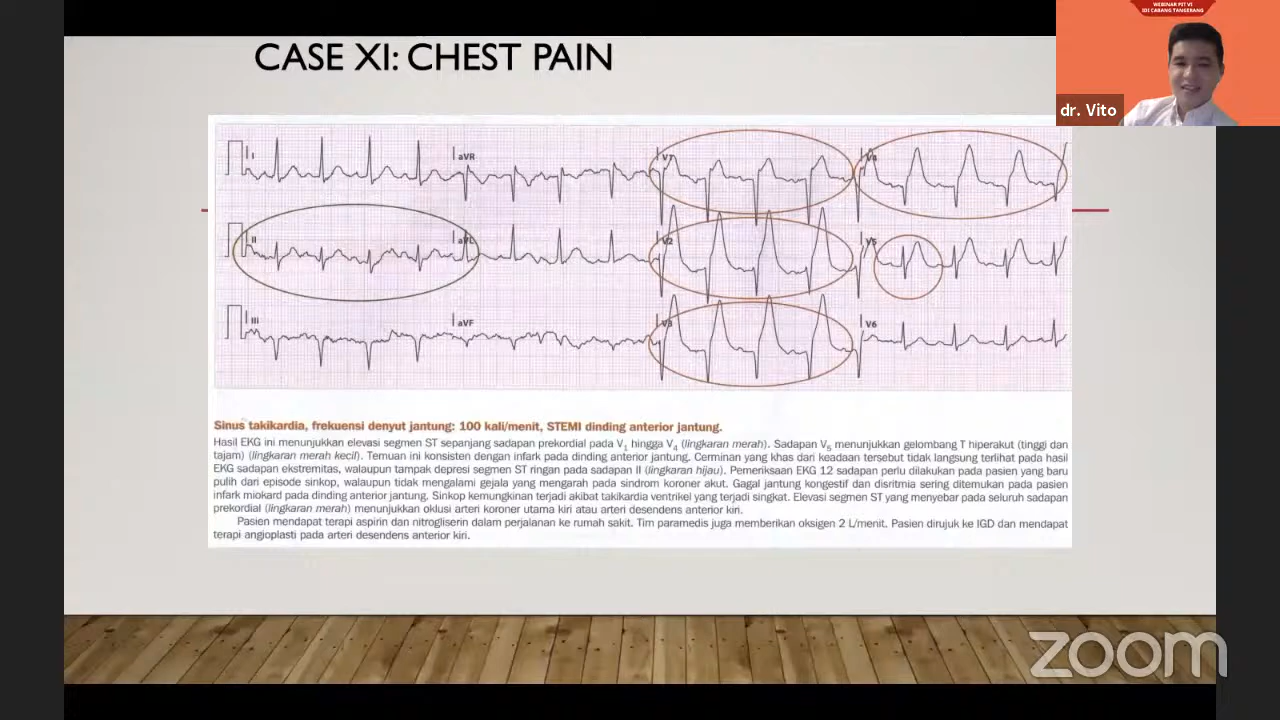 WEBINAR PIT VI
IDI CABANG TANGERANG
dr. Vito
CASE XI: CHEST PAIN
I
aVR
V1
V4
II
aVL
V2
V5
III
aVF
V3
V6
Sinus takikardia, frekuensi denyut jantung: 100 kali/menit, STEMI dinding anterior jantung.
Hasil EKG ini menunjukkan elevasi segmen ST sepanjang sadapan prekordial pada V1 hingga V4 (lingkaran merah). Sadapan V5 menunjukkan gelombang T hiperakut (tinggi dan
tajam) (lingkaran merah kecil). Temuan ini konsisten dengan infark pada dinding anterior jantung. Cerminan yang khas dari keadaan tersebut tidak langsung terlihat pada hasil
EKG sadapan ekstremitas, walaupun tampak depresi segmen ST ringan pada sadapan II (lingkaran hijau). Pemeriksaan EKG 12 sadapan perlu dilakukan pada pasien yang baru
pulih dari episode sinkop, walaupun tidak mengalami gejala yang mengarah pada sindrom koroner akut. Gagal jantung kongestif dan disritmia sering ditemukan pada pasien
infark miokard pada dinding anterior jantung. Sinkop kemungkinan terjadi akibat takikardia ventrikel yang terjadi singkat. Elevasi segmen ST yang menyebar pada seluruh sadapan
prekordial (lingkaran merah) menunjukkan oklusi arteri koroner utama kiri atau arteri desendens anterior kiri.
Pasien mendapat terapi aspirin dan nitrogliserin dalam perjalanan ke rumah sakit. Tim paramedis juga memberikan oksigen 2 L/menit. Pasien dirujuk ke IGD dan mendapat
terapi angioplasti pada arteri desendens anterior kiri.
zoom